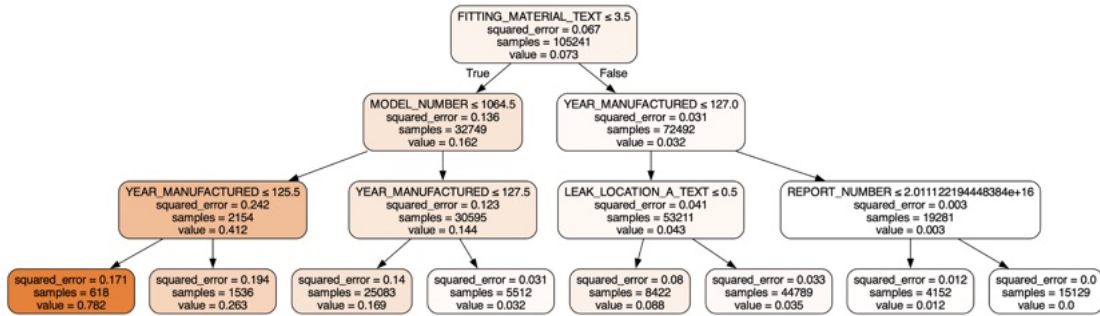 FITTING_MATERIAL_TEXT ≤ 3.5
squared_error = 0.067
samples = 105241
value = 0.073
True
False
MODEL_NUMBER ≤ 1064.5
squared_error = 0.136
samples = 32749
value = 0.162
YEAR_MANUFACTURED ≤ 127.0
squared_error = 0.031
samples = 72492
value = 0.032
YEAR_MANUFACTURED ≤ 125.5
squared_error = 0.242
samples = 2154
value = 0.412
YEAR_MANUFACTURED ≤ 127.5
squared_error = 0.123
samples = 30595
value = 0.144
LEAK_LOCATION_A_TEXT ≤ 0.5
squared_error = 0.041
samples = 53211
value = 0.043
REPORT_NUMBER ≤ 2.011122194448384e+16
squared_error = 0.003
samples = 19281
value = 0.003
squared_error = 0.171
samples = 618
value = 0.782
squared_error = 0.194
samples = 1536
value = 0.263
squared_error = 0.14
samples = 25083
value = 0.169
squared_error = 0.031
samples = 5512
value = 0.032
squared_error = 0.08
samples = 8422
value = 0.088
squared_error = 0.033
samples = 44789
value = 0.035
squared_error = 0.012
samples = 4152
value = 0.012
squared_error = 0.0
samples = 15129
value = 0.0